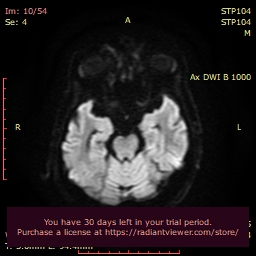 Im: 10/54
Se: 4
A
STP104
STP104
M
Ax DWI B 1000
R
L
You have 30 days left in your trial period.
Purchase a license at https://radiantviewer.com/store/